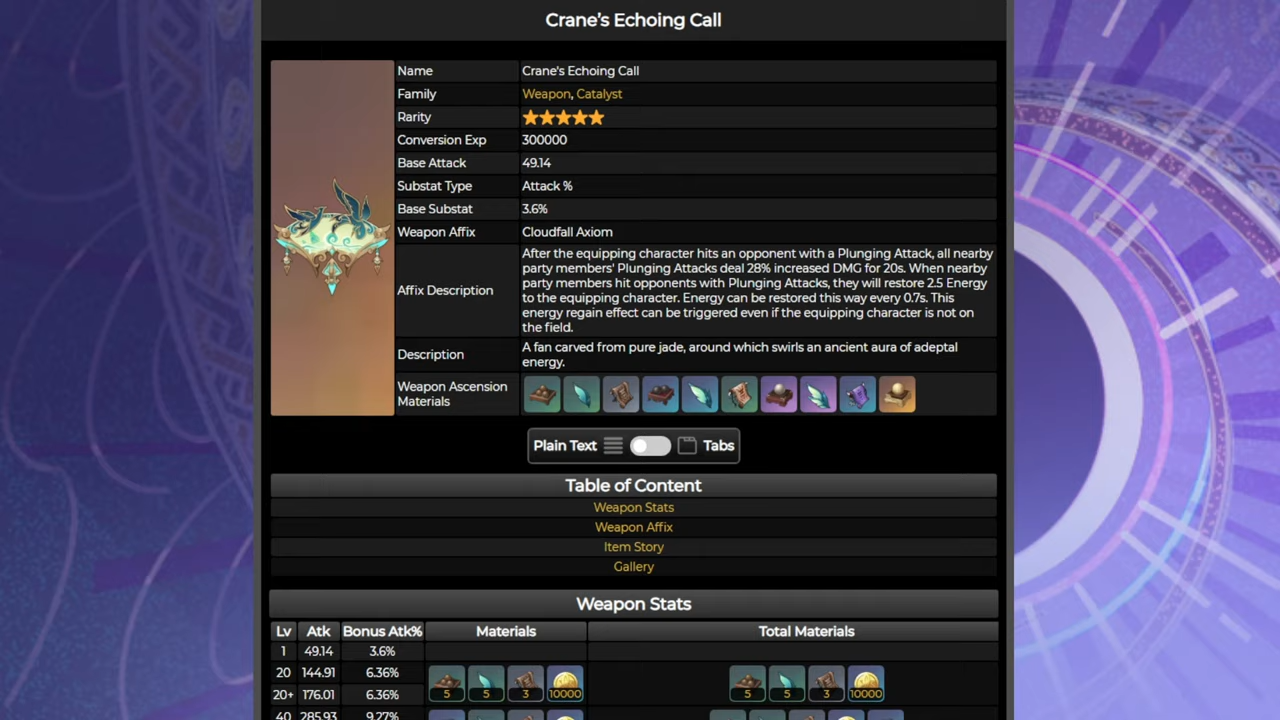 Crane's Echoing Call
Name Crane's Echoing Call
Family Weapon, Catalyst
Rarity
Conversion Exp 300000
Base Attack 49.14
Substat Type Attack %
Base Substat 3.6%
Weapon Affix Cloudfall Axiom
Affix Description
After the equipping character hits an opponent with a Plunging Attack, all nearby
party members' Plunging Attacks deal 28% increased DMG for 20s. When nearby
party members hit opponents with Plunging Attacks, they will restore 2.5 Energy
to the equipping character. Energy can be restored this way every 0.7s. This
energy regain effect can be triggered even if the equipping character is not on
the field.
Description
A fan carved from pure jade, around which swirls an ancient aura of adeptal
energy.
Weapon Ascension
Materials
Plain Text Tabs
Table of Content
Weapon Stats
Weapon Affix
Item Story
Gallery
Weapon Stats
Lv Atk Bonus Atk% Materials Total Materials
1 49.14 3.6%
20 144.91 6.36%
5 5 3 10000 5 5 3 10000
20+ 176.01 6.36%
40 285.93 9.27%